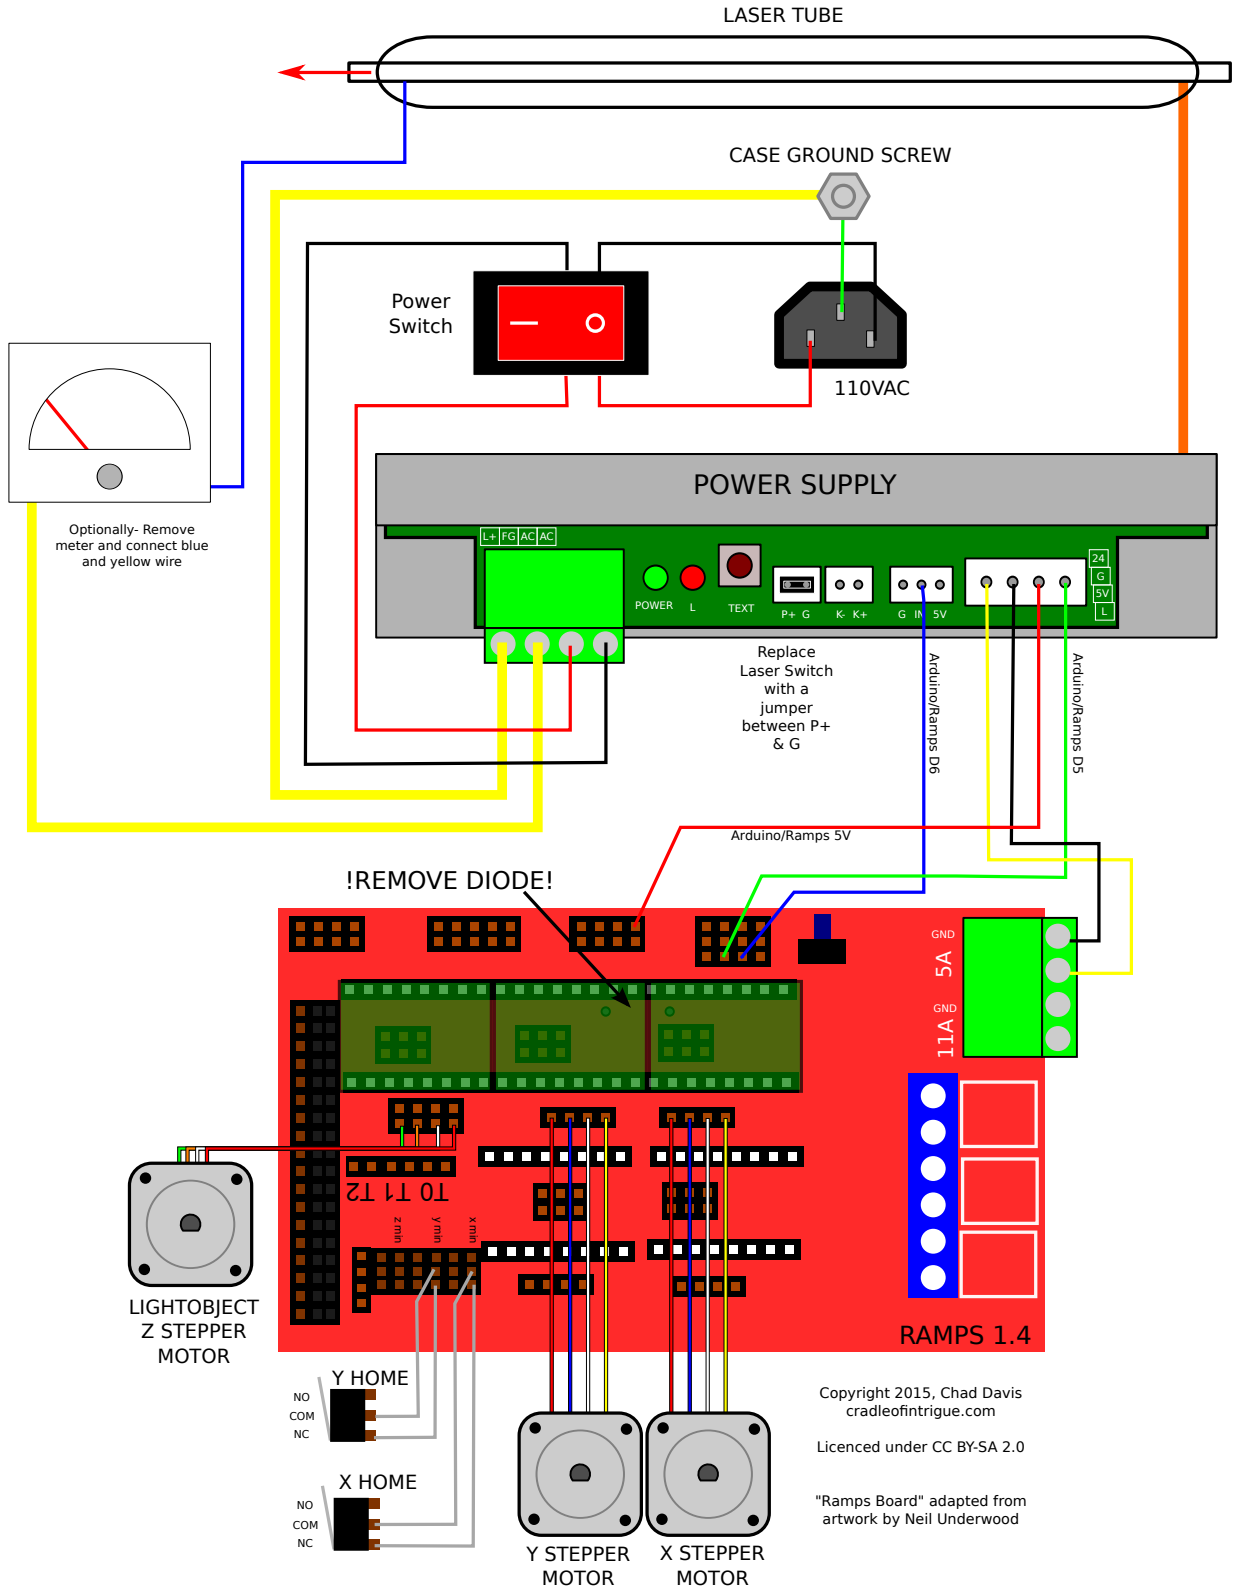 LASER TUBE
CASE GROUND SCREW
Power
Switch
110VAC
POWER SUPPLY
Optionally- Remove
meter and connect blue
and yellow wire
L+ FG AC AC
POWER
L
TEXT
P+ G
K- K+
G IN 5V
24
G
5V
L
Replace
Laser Switch
with a
jumper
between P+
& G
Arduino/Ramps D6
Arduino/Ramps D5
Arduino/Ramps 5V
!REMOVE DIODE!
GND
5A
GND
11A
T0 T1 T2
z min
y min
x min
RAMPS 1.4
LIGHTOBJECT
Z STEPPER
MOTOR
Y HOME
NO
COM
NC
X HOME
NO
COM
NC
Y STEPPER
MOTOR
X STEPPER
MOTOR
Copyright 2015, Chad Davis
cradleofintrigue.com
Licenced under CC BY-SA 2.0
"Ramps Board" adapted from
artwork by Neil Underwood